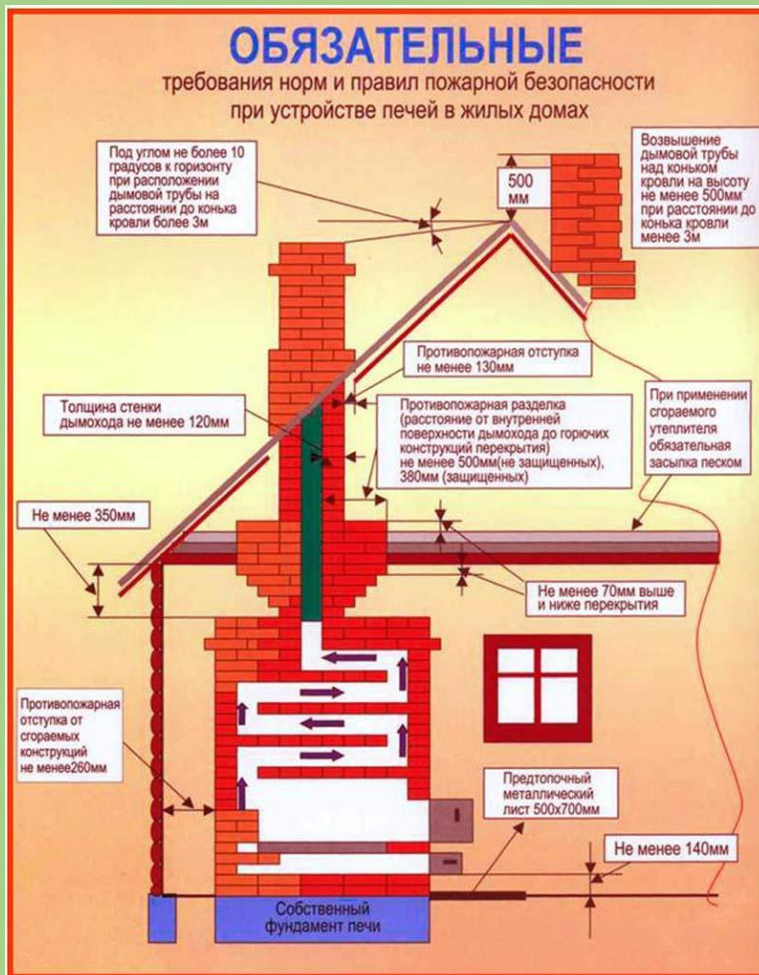 ОБЯЗАТЕЛЬНЫЕ
требования норм и правил пожарной безопасности
при устройстве печей в жилых домах
Под углом не более 10
градусов к горизонту
при расположении
дымовой трубы на
расстоянии до конька
кровли более 3м
500
мм
Возвышение
дымовой трубы
над коньком
кровли на высоту
не менее 500мм
при расстоянии до
конька кровли
менее 3м
Противопожарная отступка
не менее 130мм
Толщина стенки
дымохода не менее 120мм
Противопожарная разделка
(расстояние от внутренней
поверхности дымохода до горючих
конструкций перекрытия)
не менее 500мм(не защищенных),
380мм (защищенных)
При применении
сгораемого
утеплителя
обязательная
засыпка песком
Не менее 350мм
Не менее 70мм выше
и ниже перекрытия
Противопожарная
отступка от
сгораемых
конструкций
не менее260мм
Предтопочный
металлический
лист 500х700мм
Не менее 140мм
Собственный
фундамент печи